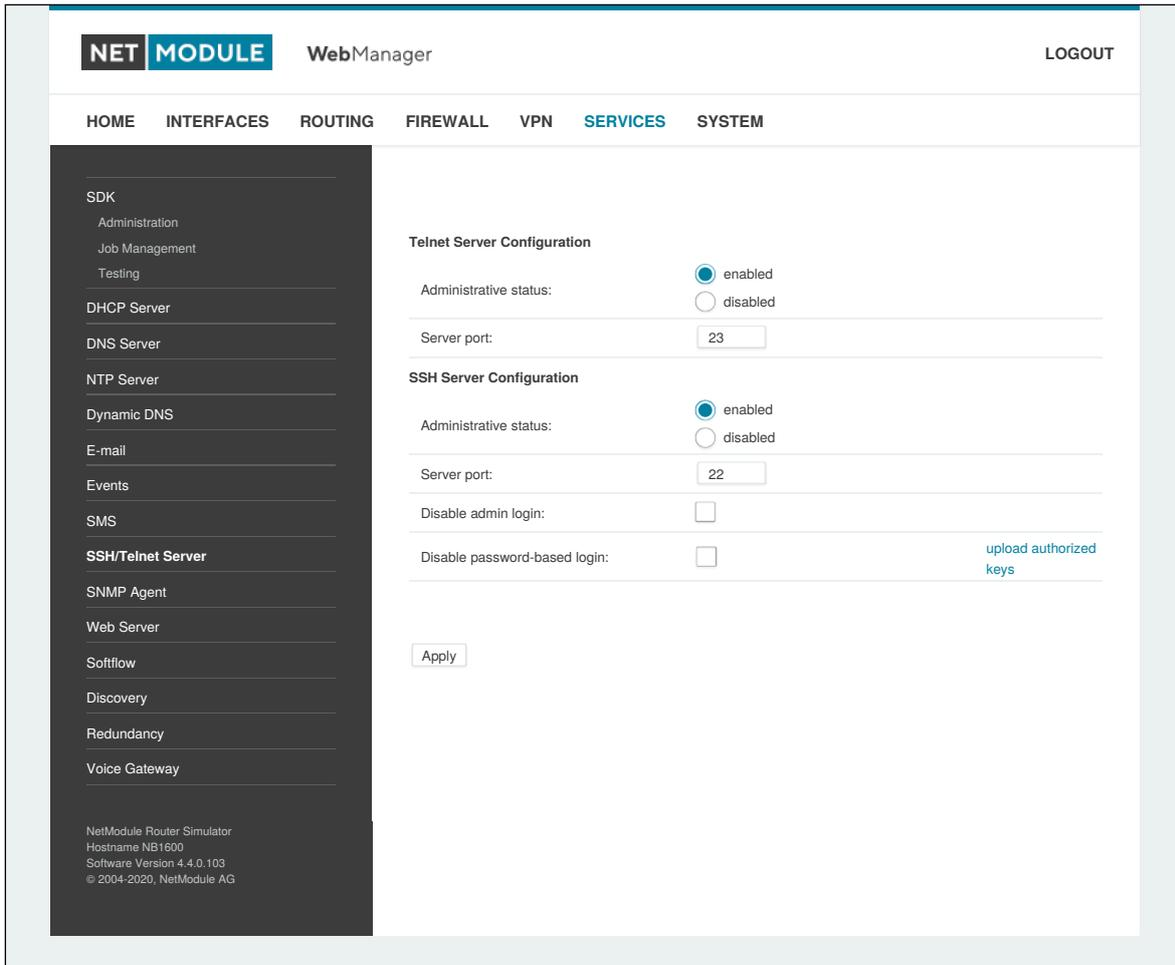 NET MODULE WebManager LOGOUT
HOME INTERFACES ROUTING FIREWALL VPN SERVICES SYSTEM
SDK
Administration
Job Management
Testing
DHCP Server
DNS Server
NTP Server
Dynamic DNS
E-mail
Events
SMS
SSH/Telnet Server
SNMP Agent
Web Server
Softflow
Discovery
Redundancy
Voice Gateway
NetModule Router Simulator
Hostname NB1600
Software Version 4.4.0.103
© 2004-2020, NetModule AG
Telnet Server Configuration
Administrative status:
enabled
disabled
Server port: 23
SSH Server Configuration
Administrative status:
enabled
disabled
Server port: 22
Disable admin login:
Disable password-based login:
upload authorized
keys
Apply